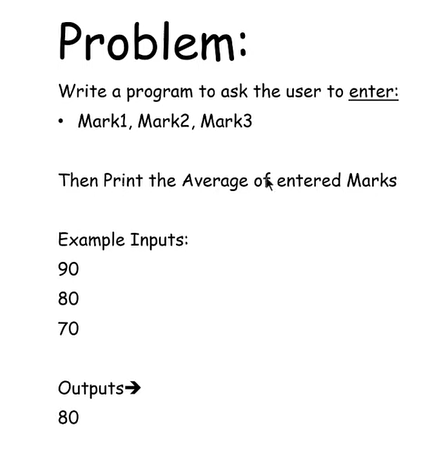 Problem:
Write a program to ask the user to enter:
• Mark1, Mark2, Mark3
Then Print the Average of entered Marks
Example Inputs:
90
80
70
Outputs➔
80